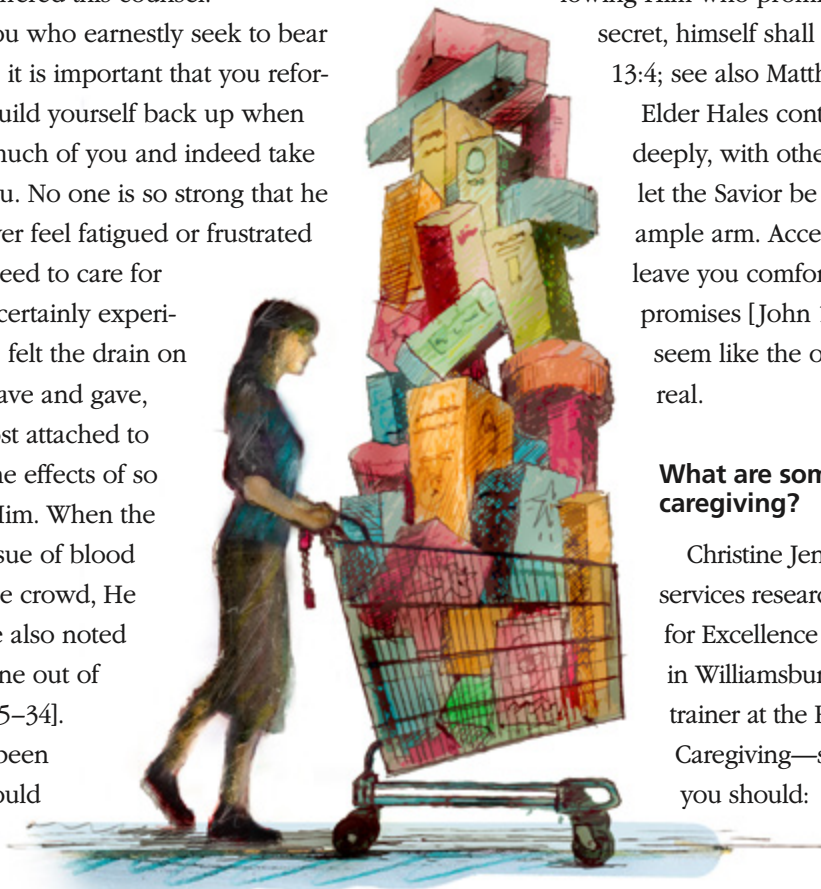 ffered this counsel.
ou who earnestly seek to bear
it is important that you refor-
uild yourself back up when
much of you and indeed take
u. No one is so strong that he
er feel fatigued or frustrated
eed to care for
certainly experi-
felt the drain on
ave and gave,
st attached to
he effects of so
Him. When the
sue of blood
e crowd, He
e also noted
ne out of
5–34].
been
ould
lowing Him who promi
secret, himself shall
13:4; see also Matth
Elder Hales cont
deeply, with othe
let the Savior be
ample arm. Acce
leave you comfor
promises [John 1
seem like the o
real.
What are som
caregiving?
Christine Jen
services researc
for Excellence
in Williamsbur
trainer at the
Caregiving—s
you should: